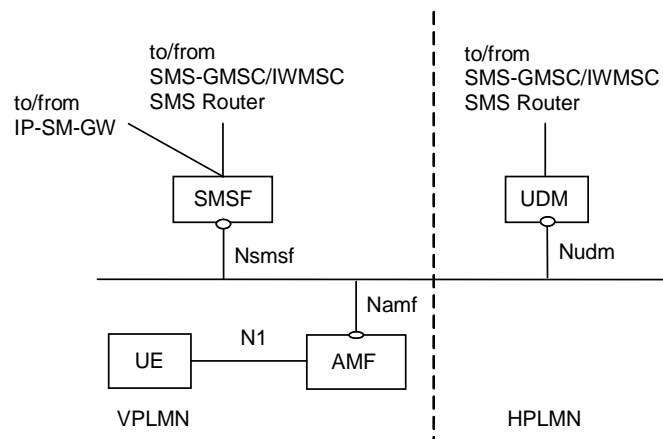 to/from
SMS-GMSC/IWMSC
SMS Router
to/from
SMS-GMSC/IWMSC
SMS Router
to/from
IP-SM-GW
SMSF
UDM
Nsmsf
Nudm
Namf
N1
UE
AMF
VPLMN
HPLMN